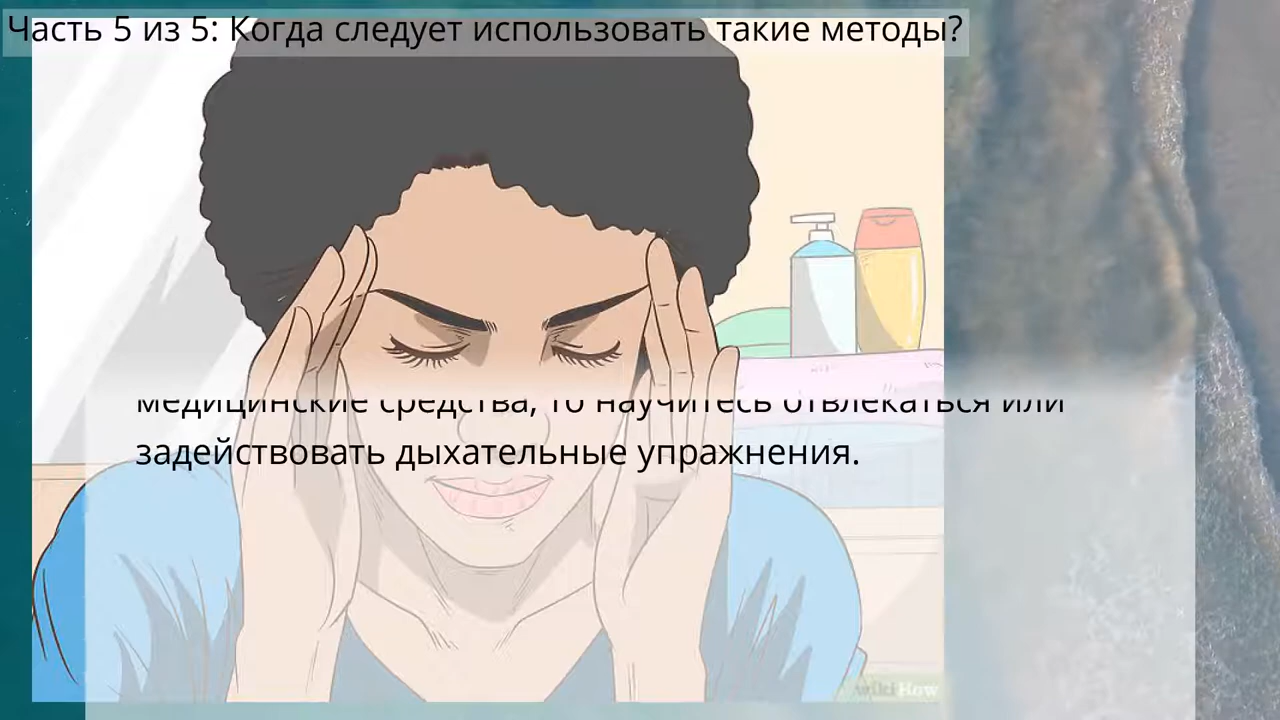 Часть 5 из 5: Когда следует использовать такие методы?
медицинские средства, то научитесь отвлекаться или
задействовать дыхательные упражнения.
wikiHow